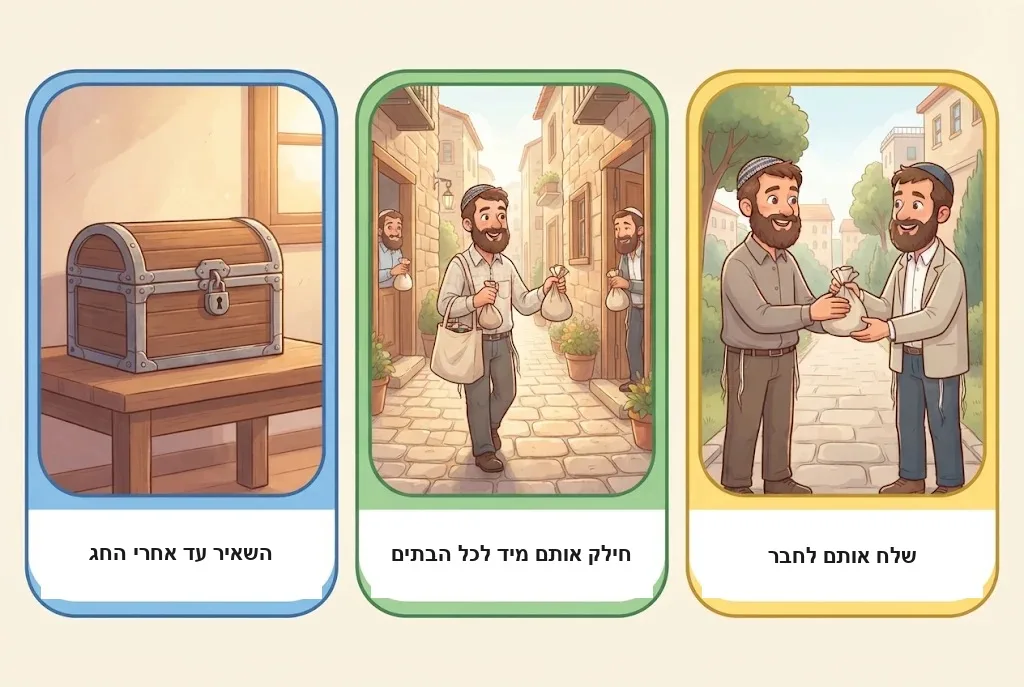 שלח אותם לחבר
חילק אותם מיד לכל הבתים
השאיר עד אחרי החג